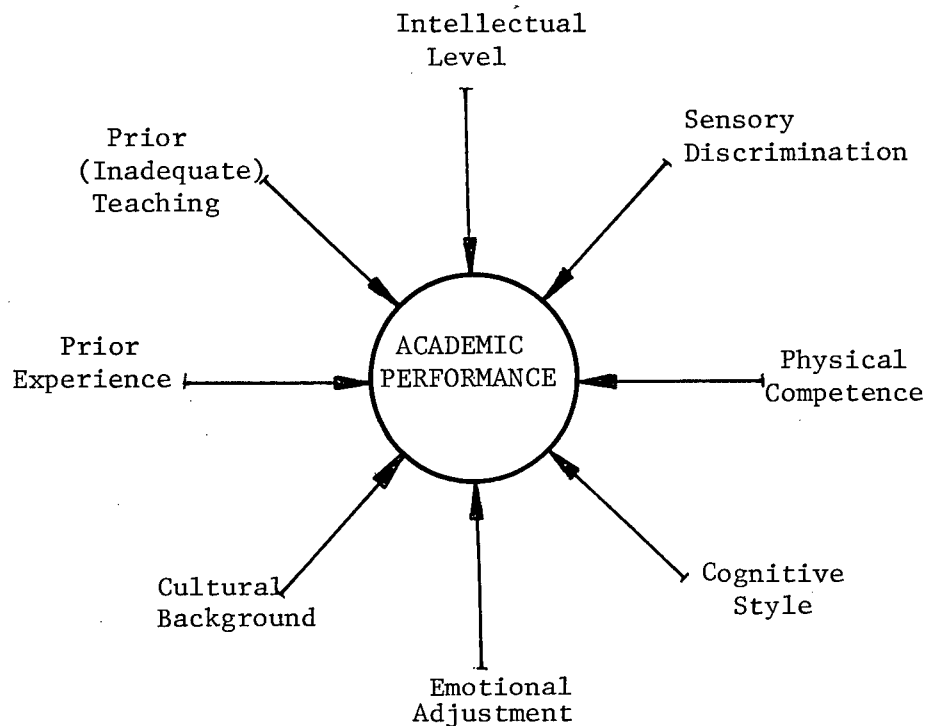 Intellectual
Level
Sensory
Discrimination
Prior
(Inadequate)
Teaching
ACADEMIC
PERFORMANCE
Prior
Experience
Physical
Competence
Cultural
Background
Cognitive
Style
Emotional
Adjustment